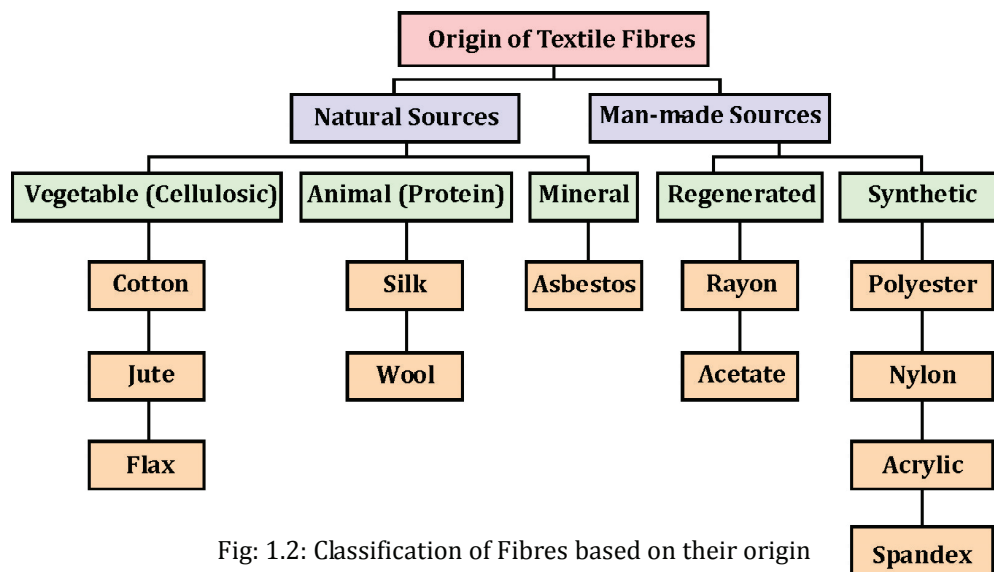 Origin of Textile Fibres
Natural Sources
Man-made Sources
Vegetable (Cellulosic)
Animal (Protein)
Mineral
Regenerated
Synthetic
Cotton
Silk
Asbestos
Rayon
Polyester
Jute
Wool
Acetate
Nylon
Flax
Acrylic
Spandex
Fig: 1.2: Classification of Fibres based on their origin